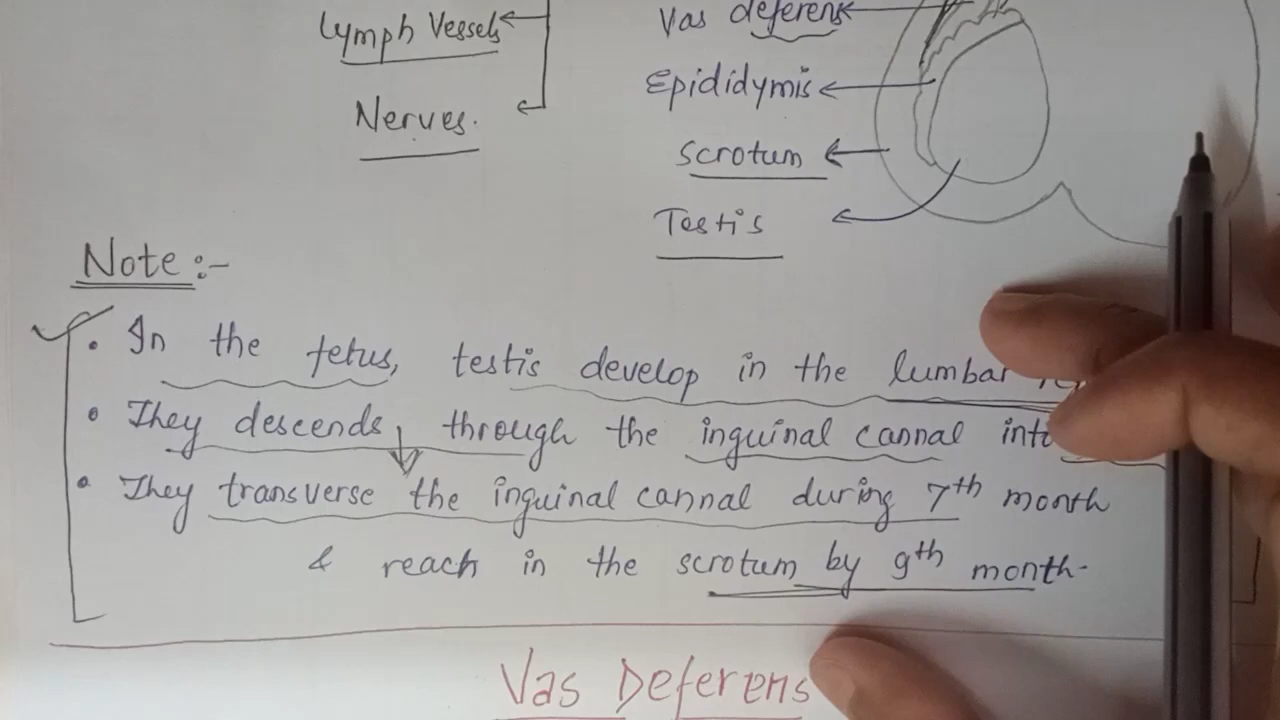 Lymph Vessels
Nerves.
Vas deferens
Epididymis
Scrotum
Testis
Note:-
• In the fetus, testis develop in the lumbar
• They descends, through the inguinal cannal into
• They transverse the inguinal cannal during 7th month
& reach in the scrotum by 9th month-
Vas Deferens